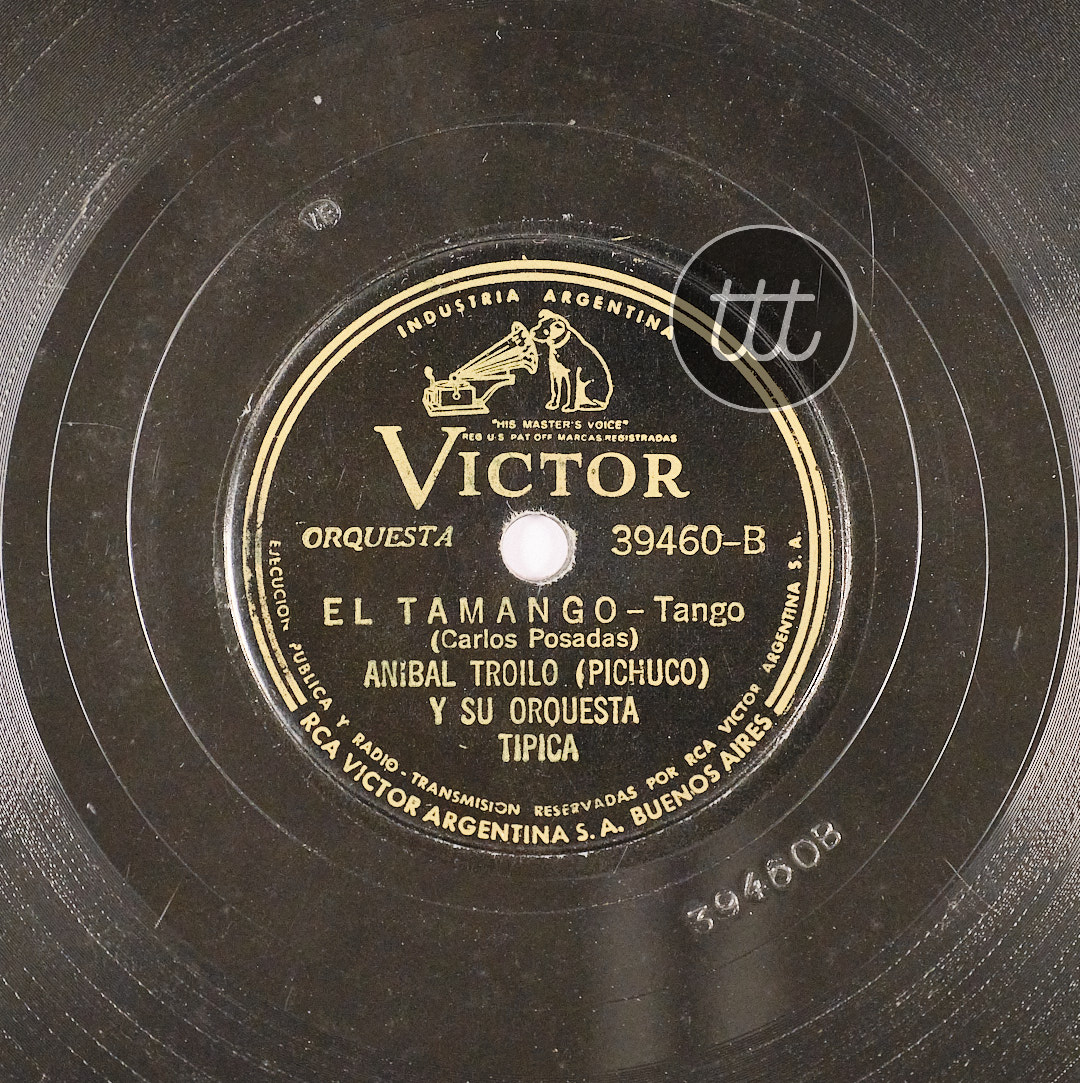 INDUSTRIA ARGENTINA
"HIS MASTER'S VOICE"
REG U.S PAT OFF MARCAS REGISTRADAS
VICTOR
ORQUESTA
39460-B
EL TAMANGO - Tango
(Carlos Posadas)
ANIBAL TROILO (PICHUCO)
Y SU ORQUESTA
TIPICA
EJECUCION PUBLICA Y RADIO-TRANSMISION RESERVADAS POR RCA VICTOR ARGENTINA S. A.
RCA VICTOR ARGENTINA S. A. BUENOS AIRES
39460B
ttt